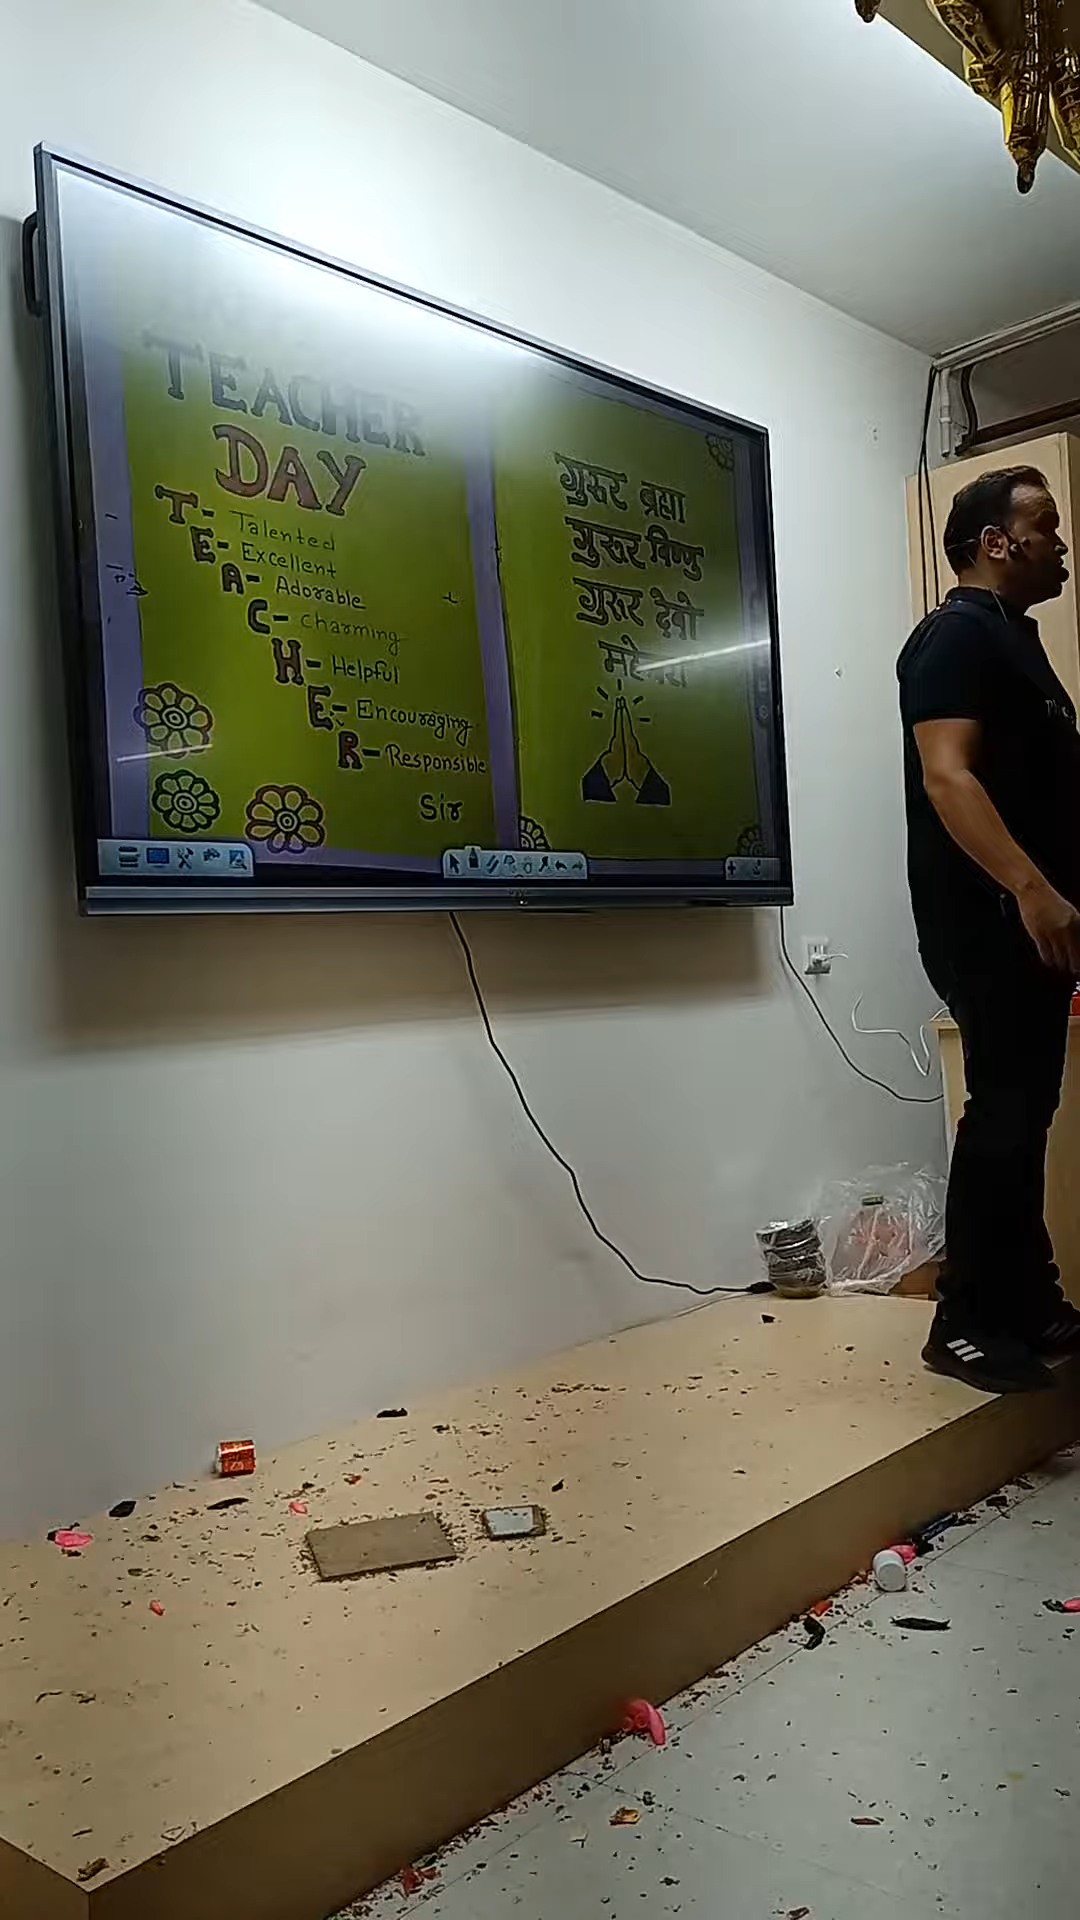 TEACHER
DAY
T- Talented
E- Excellent
A- Adorable
C- charming
H- Helpful
E- Encouraging
R- Responsible
Sir
गुरूर ब्रह्मा
गुरूर विष्णु
गुरूर देवो